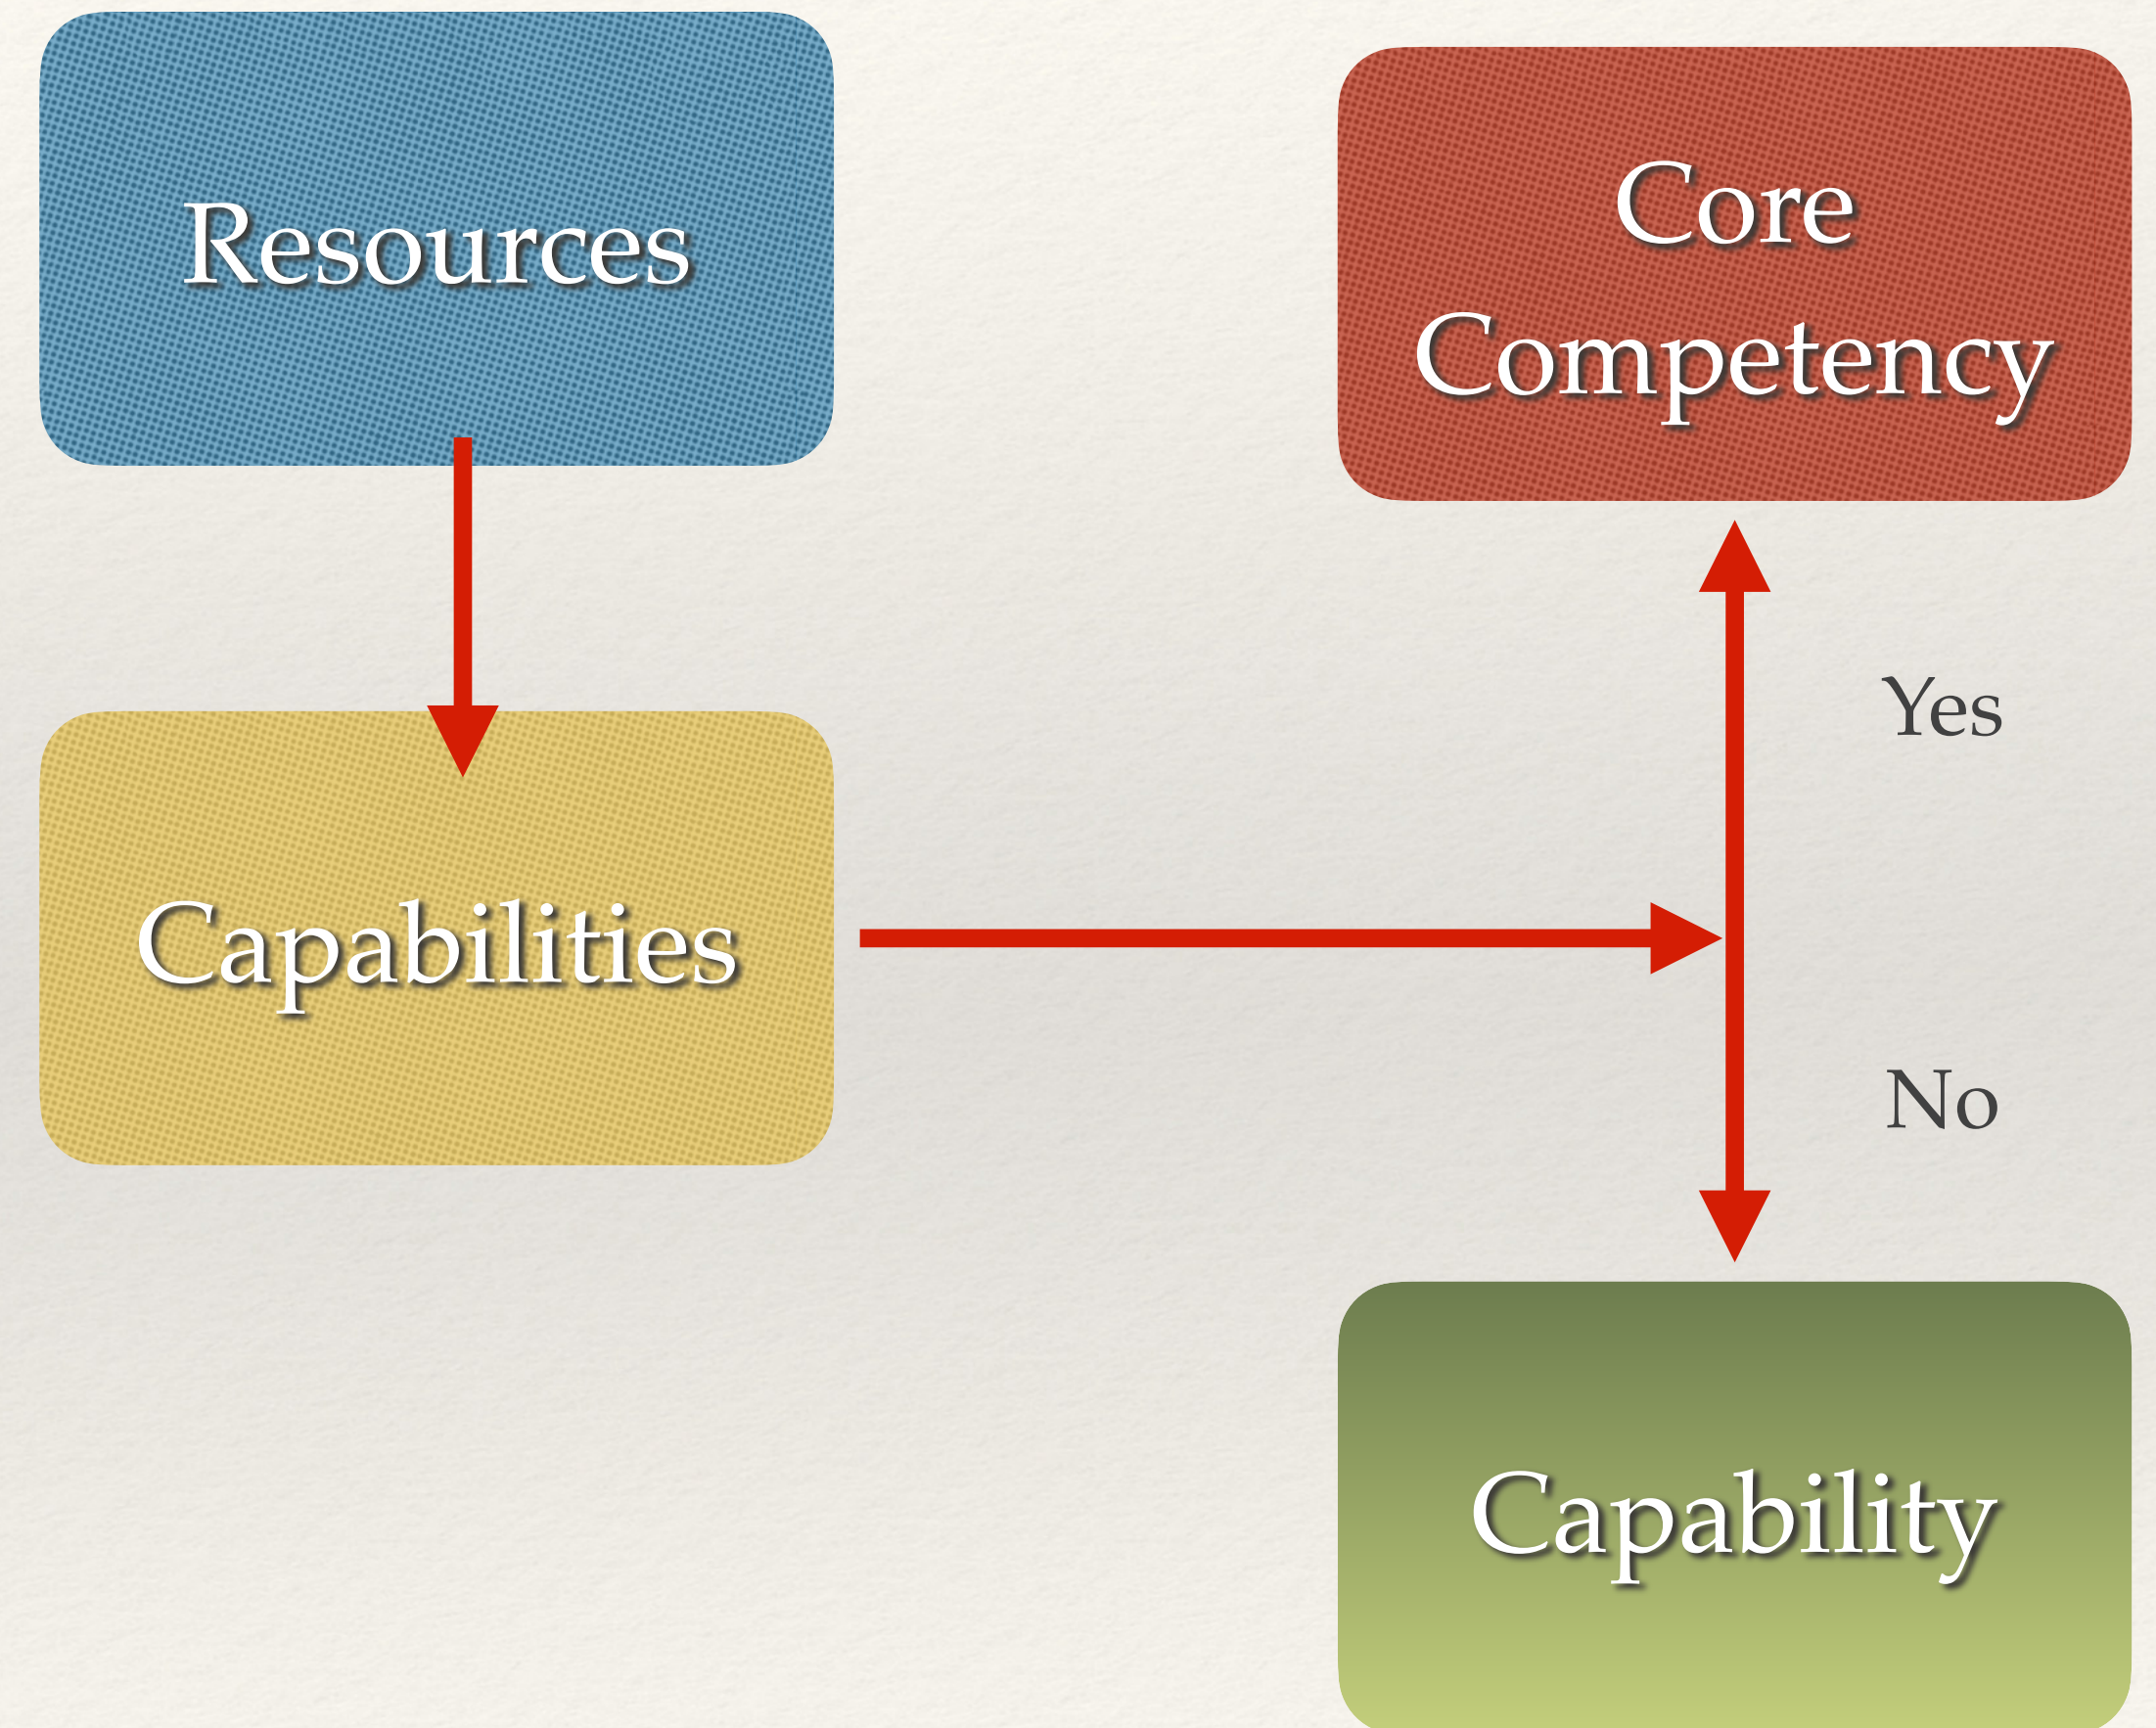 Resources
Core
Competency
Yes
Capabilities
No
Capability